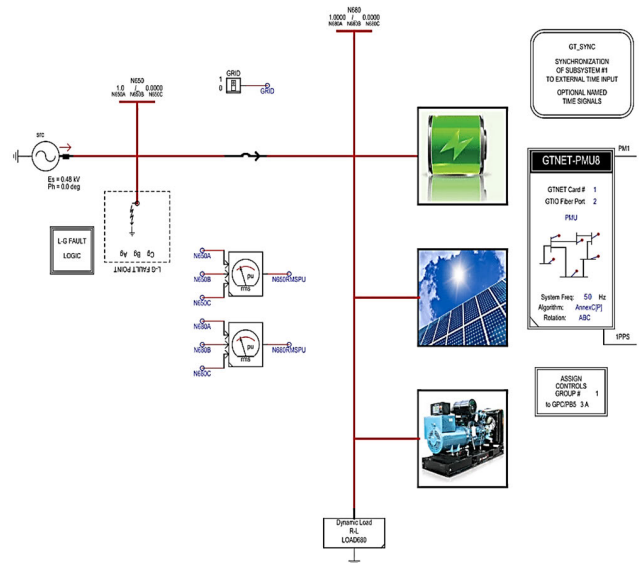 N680
1.0000 / 0.0000
N680A N680B N680C
GT_SYNC
SYNCHRONIZATION
OF SUBSYSTEM #1
TO EXTERNAL TIME INPUT
OPTIONAL NAMED
TIME SIGNALS
N650
1.0 / 0.0000
N650A N650B N650C
GRID
1
0
GRID
src
Es = 0.48 kV
Ph = 0.0 deg
L-G FAULT
LOGIC
Cg Bg Ag
L-G FAULT POINT
N650A
N650B
N650C
pu
rms
N650RMSPU
N680A
N680B
N680C
pu
rms
N680RMSPU
GTNET-PMU8
PM1
GTNET Card # 1
GTIO Fiber Port 2
PMU
System Freq: 50 Hz
Algorithm: AnnexC[P]
Rotation: ABC
1PPS
ASSIGN
CONTROLS
GROUP # 1
to GPC/PB5 3 A
Dynamic Load
R-L
LOAD680